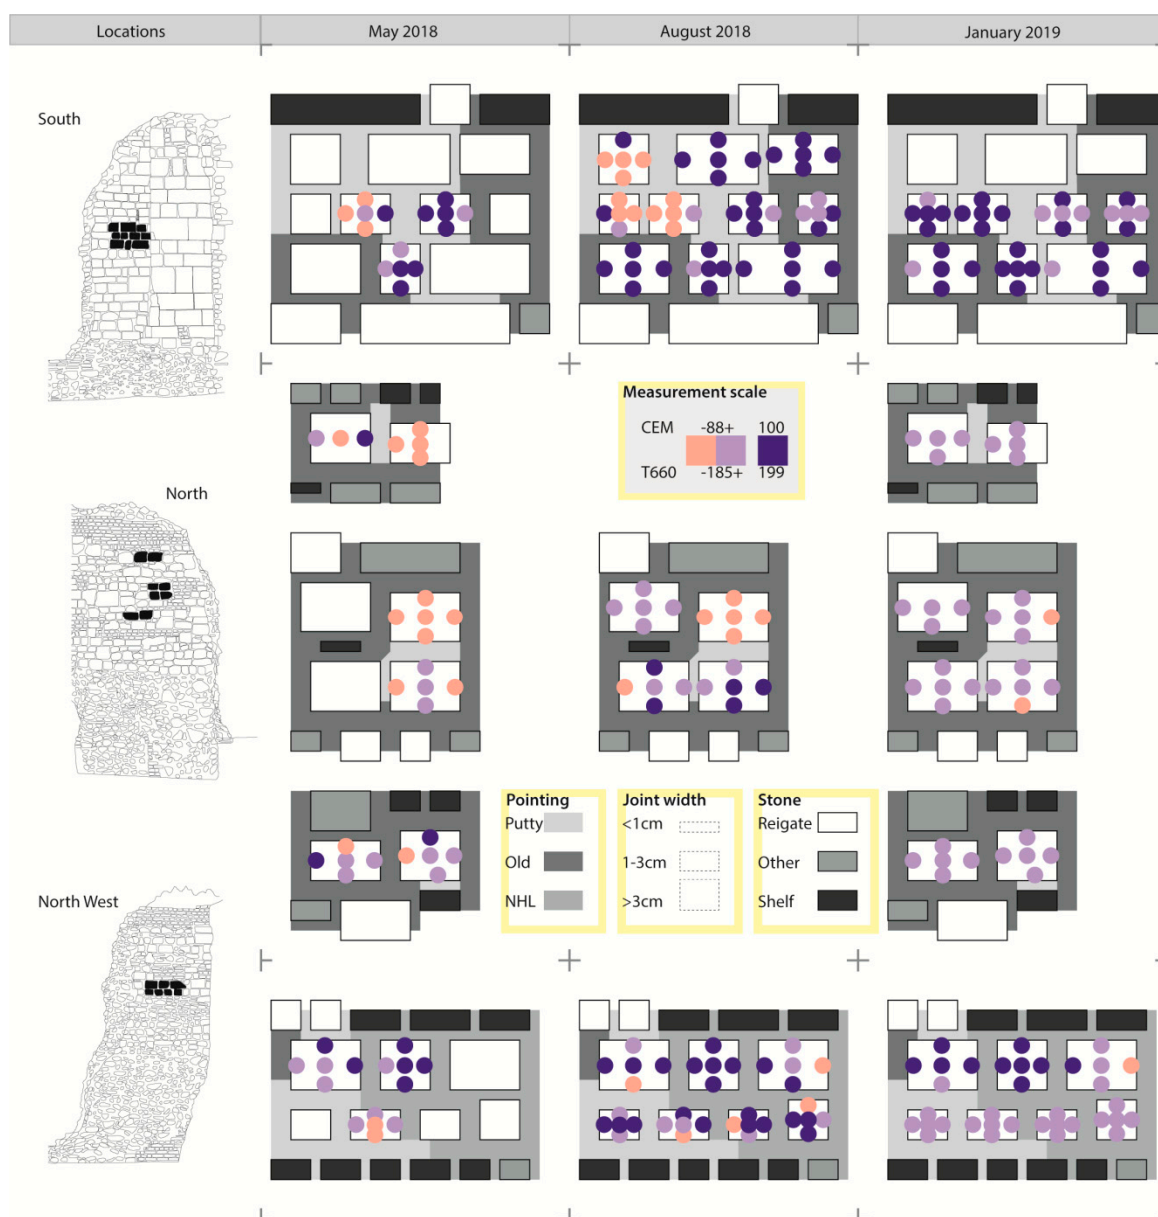 Locations May 2018 August 2018 January 2019
South
Measurement scale
CEM -88+ 100
T660 -185+ 199
North
Pointing Joint width Stone
Putty <1cm Reigate
Old 1-3cm Other
NHL >3cm Shelf
North West